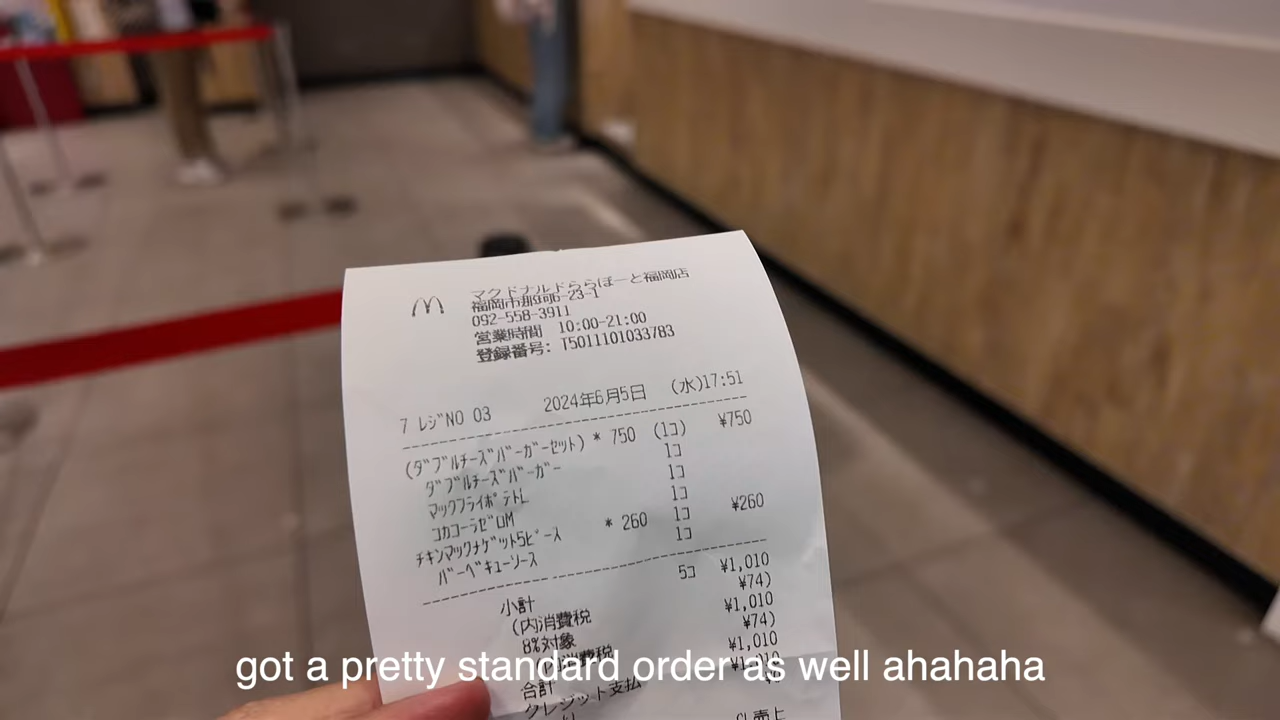 マクドナルドららぽーと福岡店
福岡市那珂6-23-1
092-558-3911
営業時間 10:00-21:00
登録番号: T5011101033783
7 ﾚｼﾞNO 03 2024年6月5日 (水)17:51
(ﾀﾞﾌﾞﾙﾁｰｽﾞﾊﾞｰｶﾞｰｾｯﾄ) * 750 (1ｺ) ¥750
ﾀﾞﾌﾞﾙﾁｰｽﾞﾊﾞｰｶﾞｰ 1ｺ
ﾏｯｸﾌﾗｲﾎﾟﾃﾄL 1ｺ
ｺｶｺｰﾗｾﾞﾛM 1ｺ
ﾁｷﾝﾏｯｸﾅｹﾞｯﾄ5ﾋﾟｰｽ * 260 1ｺ ¥260
ﾊﾞｰﾍﾞｷｭｰｿｰｽ 1ｺ
小計 5ｺ ¥1,010
(内消費税 ¥74)
8%対象 ¥1,010
消費税 ¥74)
合計 ¥1,010
クレジット支払
売上
got a pretty standard order as well ahahaha